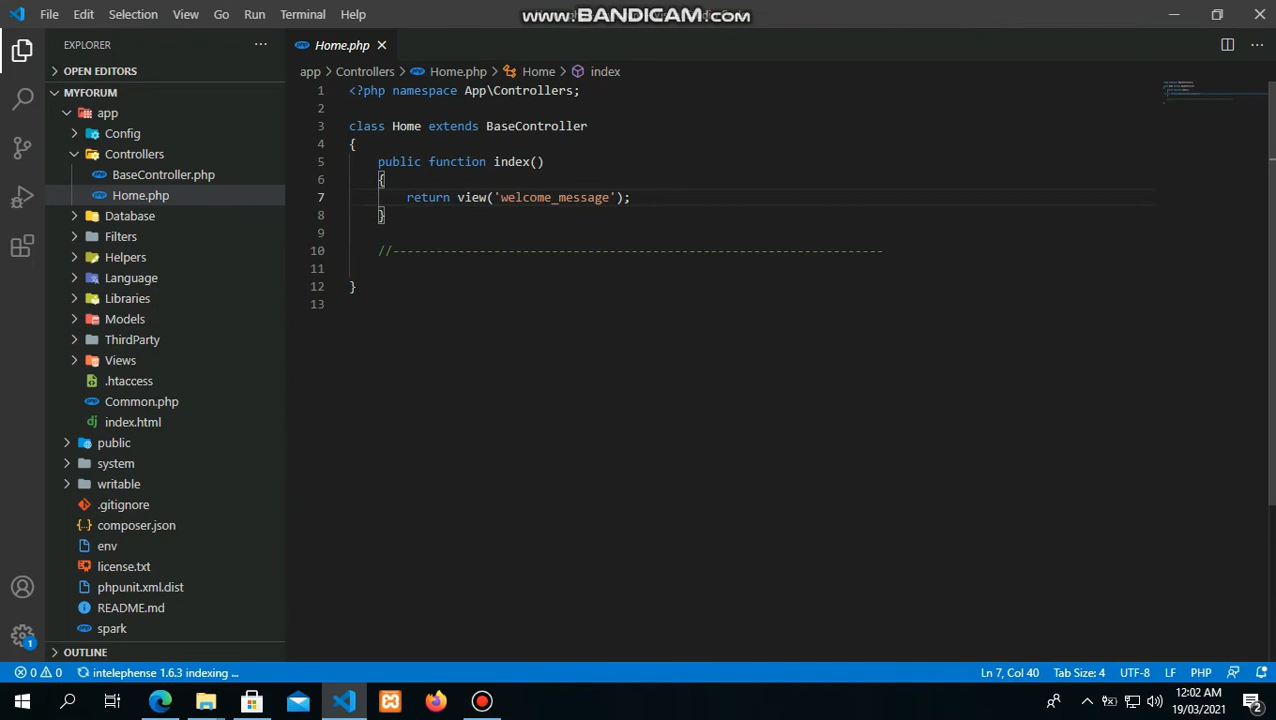 File Edit Selection View Go Run Terminal Help
www.BANDICAM.com
EXPLORER
OPEN EDITORS
MYFORUM
app
Config
Controllers
BaseController.php
Home.php
Database
Filters
Helpers
Language
Libraries
Models
ThirdParty
Views
.htaccess
Common.php
index.html
public
system
writable
.gitignore
composer.json
env
license.txt
phpunit.xml.dist
README.md
spark
OUTLINE
Home.php
app > Controllers > Home.php > Home > index
1 <?php namespace App\Controllers;
2
3 class Home extends BaseController
4 {
5 public function index()
6 {
7 return view('welcome_message');
8 }
9
10 //--------------------------------------------------------------------
11
12 }
13
0 0 intelephense 1.6.3 indexing ...
Ln 7, Col 40 Tab Size: 4 UTF-8 LF PHP
1
12:02 AM
19/03/2021
2